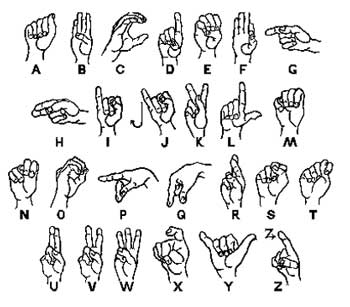 A B C D E F G
H I J K L M
N O P Q R S T
U V W X Y Z